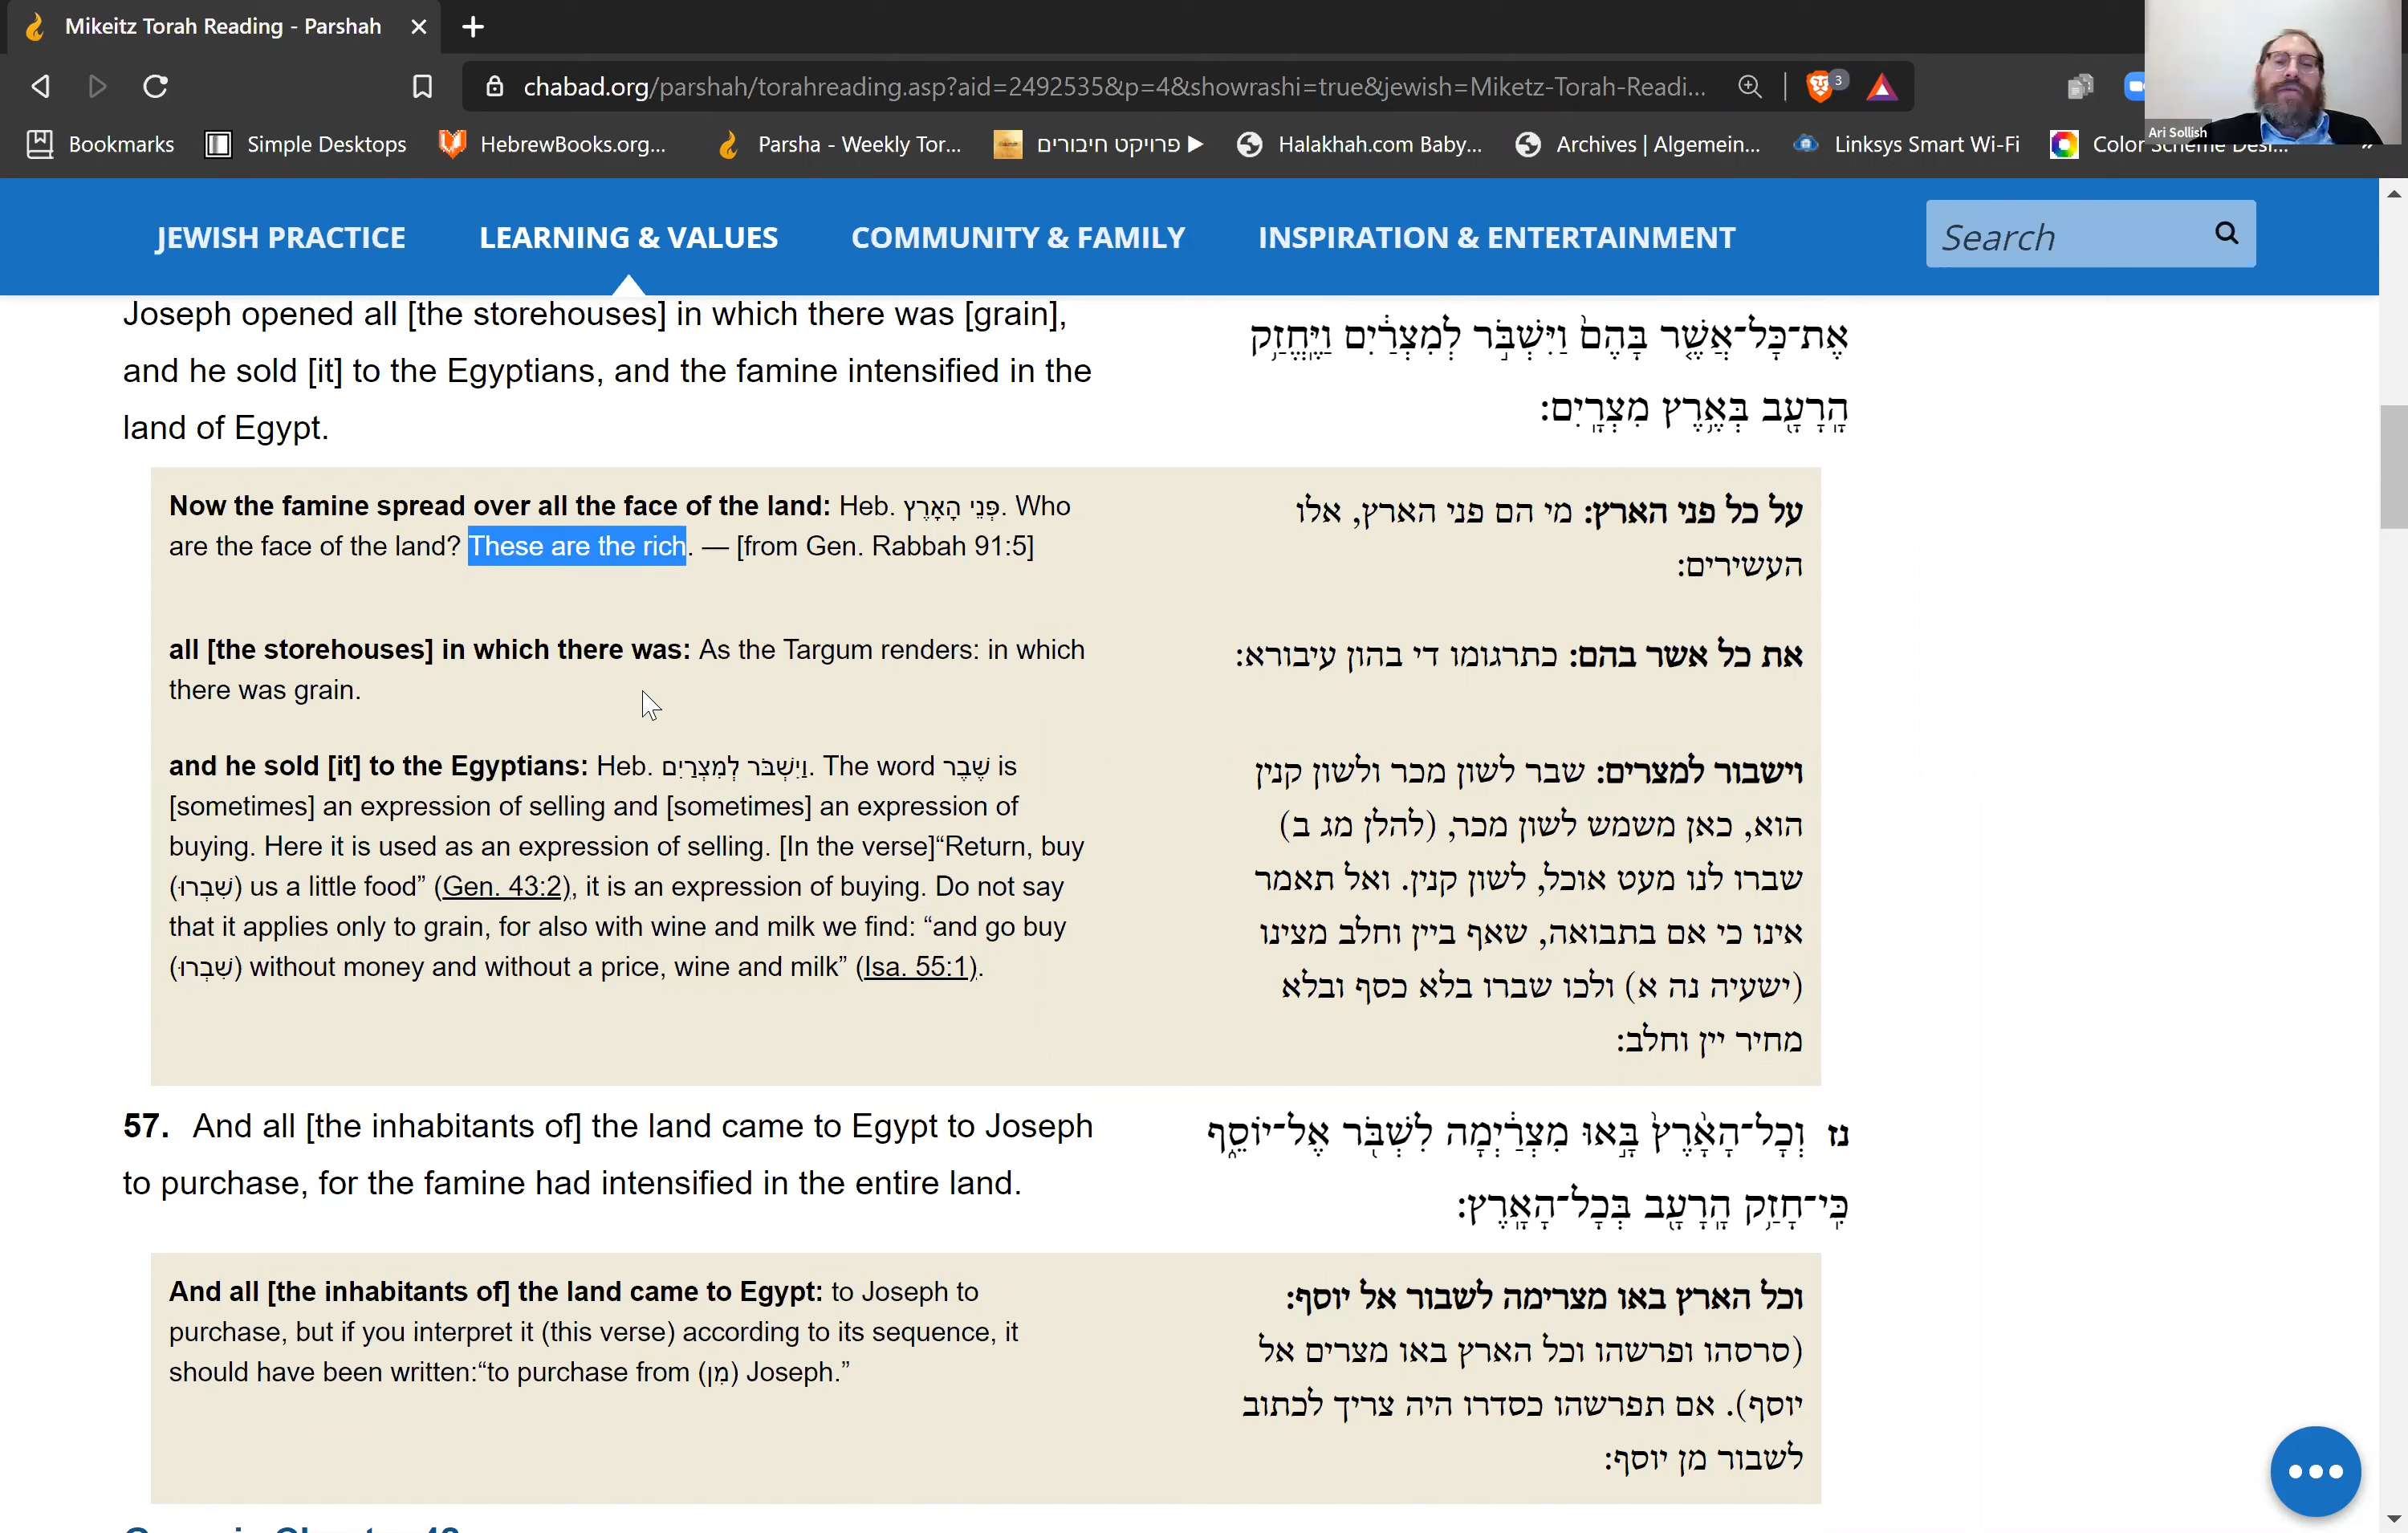 Mikeitz Torah Reading - Parshah
chabad.org/parshah/torahreading.asp?aid=2492535&p=4&showrashi=true&jewish=Miketz-Torah-Readi...
3
Ari Sollish
Bookmarks
Simple Desktops
HebrewBooks.org...
Parsha - Weekly Tor...
פרויקט חיבורים
Halakhah.com Baby...
Archives | Algemein...
Linksys Smart Wi-Fi
Color Scheme Desi...
JEWISH PRACTICE
LEARNING & VALUES
COMMUNITY & FAMILY
INSPIRATION & ENTERTAINMENT
Search
Joseph opened all [the storehouses] in which there was [grain],
and he sold [it] to the Egyptians, and the famine intensified in the
land of Egypt.
אֶת־כָּל־אֲשֶׁ֤ר בָּהֶם֙ וַיִּשְׁבֹּ֣ר לְמִצְרַ֔יִם וַיֶּֽחֱזַ֥ק
הָֽרָעָ֖ב בְּאֶ֥רֶץ מִצְרָֽיִם:
Now the famine spread over all the face of the land: Heb. פְּנֵי הָאָרֶץ. Who
are the face of the land? These are the rich. — [from Gen. Rabbah 91:5]
על כל פני הארץ: מי הם פני הארץ, אלו
העשירים:
all [the storehouses] in which there was: As the Targum renders: in which
there was grain.
את כל אשר בהם: כתרגומו די בהון עיבורא:
and he sold [it] to the Egyptians: Heb. וַיִּשְׁבֹּר לְמִצְרַיִם. The word שֶׁבֶר is
[sometimes] an expression of selling and [sometimes] an expression of
buying. Here it is used as an expression of selling. [In the verse]“Return, buy
(שִׁבְרוּ) us a little food” (Gen. 43:2), it is an expression of buying. Do not say
that it applies only to grain, for also with wine and milk we find: “and go buy
(שִׁבְרוּ) without money and without a price, wine and milk” (Isa. 55:1).
וישבור למצרים: שבר לשון מכר ולשון קנין
הוא, כאן משמש לשון מכר, (להלן מג ב)
שברו לנו מעט אוכל, לשון קנין. ואל תאמר
אינו כי אם בתבואה, שאף ביין וחלב מצינו
(ישעיה נה א) ולכו שברו בלא כסף ובלא
מחיר יין וחלב:
57. And all [the inhabitants of] the land came to Egypt to Joseph
to purchase, for the famine had intensified in the entire land.
נז וְכָל־הָאָ֨רֶץ֙ בָּ֣אוּ מִצְרַ֔יְמָה לִשְׁבֹּ֖ר אֶל־יוֹסֵ֑ף
כִּֽי־חָזַ֥ק הָֽרָעָ֖ב בְּכָל־הָאָֽרֶץ:
And all [the inhabitants of] the land came to Egypt: to Joseph to
purchase, but if you interpret it (this verse) according to its sequence, it
should have been written:“to purchase from (מִן) Joseph.”
וכל הארץ באו מצרימה לשבור אל יוסף:
(סרסהו ופרשהו וכל הארץ באו מצרים אל
יוסף). אם תפרשהו כסדרו היה צריך לכתוב
לשבור מן יוסף: